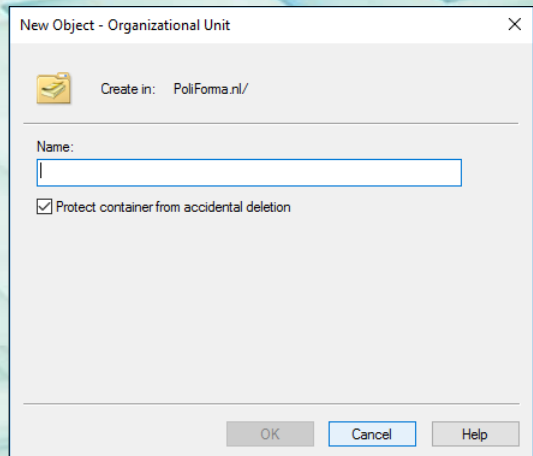 New Object - Organizational Unit
Create in: PoliForma.nl/
Name:
Protect container from accidental deletion
OK Cancel Help